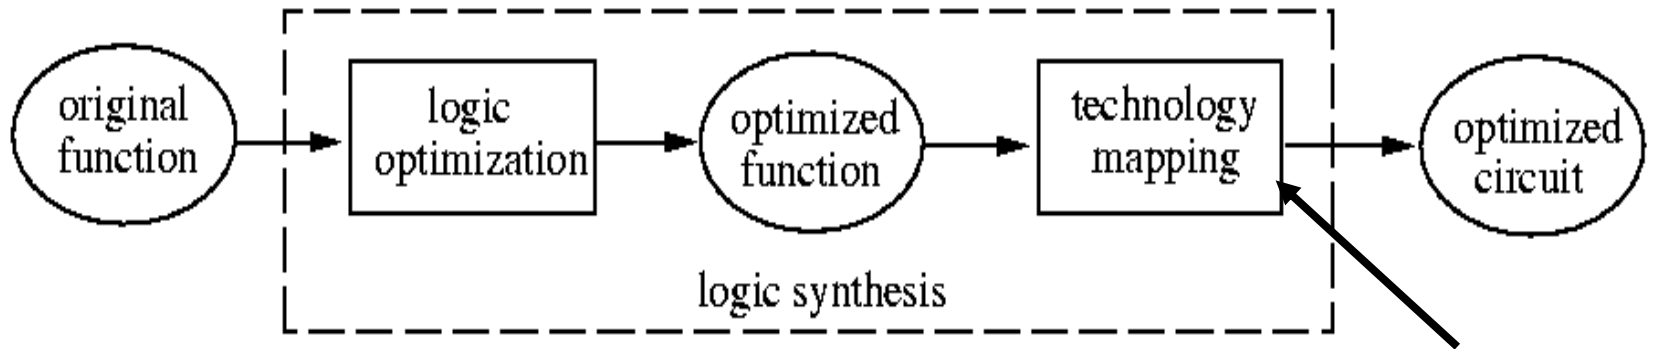 original
function
logic
optimization
optimized
function
technology
mapping
optimized
circuit
logic synthesis